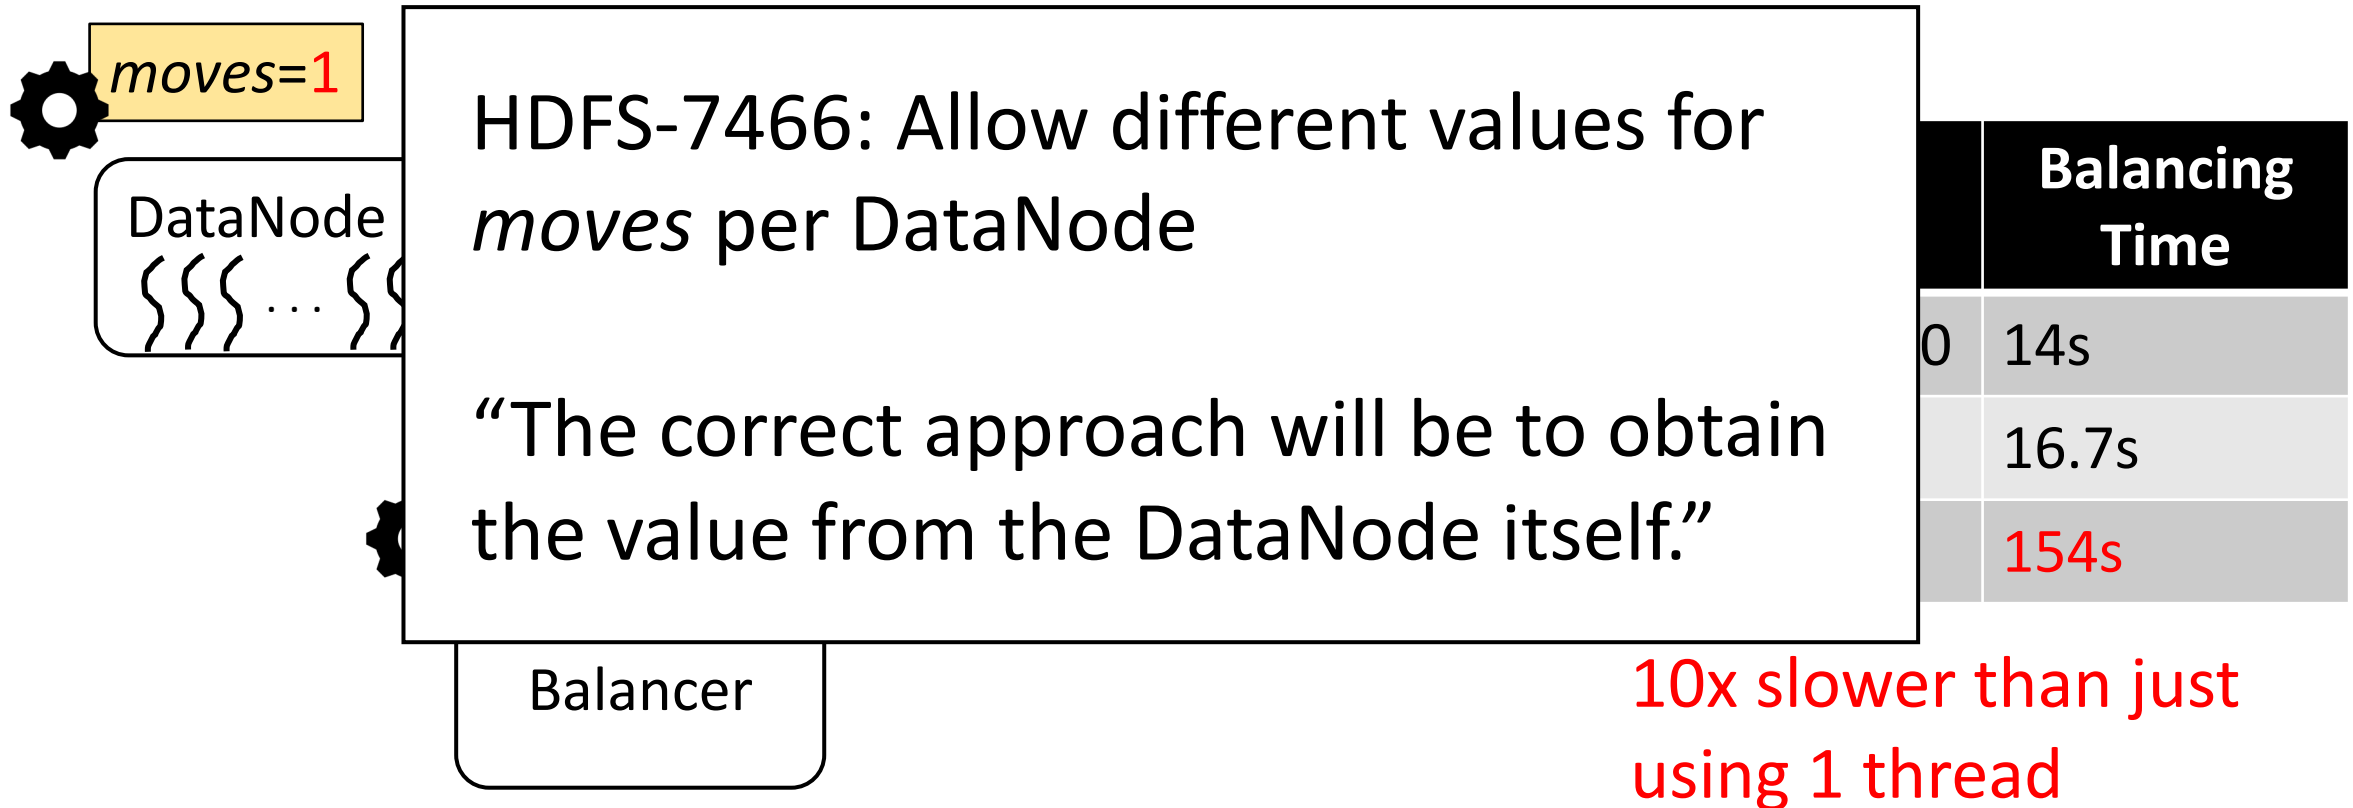 moves=1
DataNode
. . .
HDFS-7466: Allow different values for
moves per DataNode
“The correct approach will be to obtain
the value from the DataNode itself.”
Balancing
Time
0 14s
16.7s
154s
Balancer
10x slower than just
using 1 thread